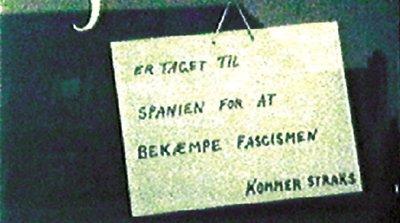 ER TAGET TIL
SPANIEN FOR AT
BEKÆMPE FASCISMEN
KOMMER STRAKS